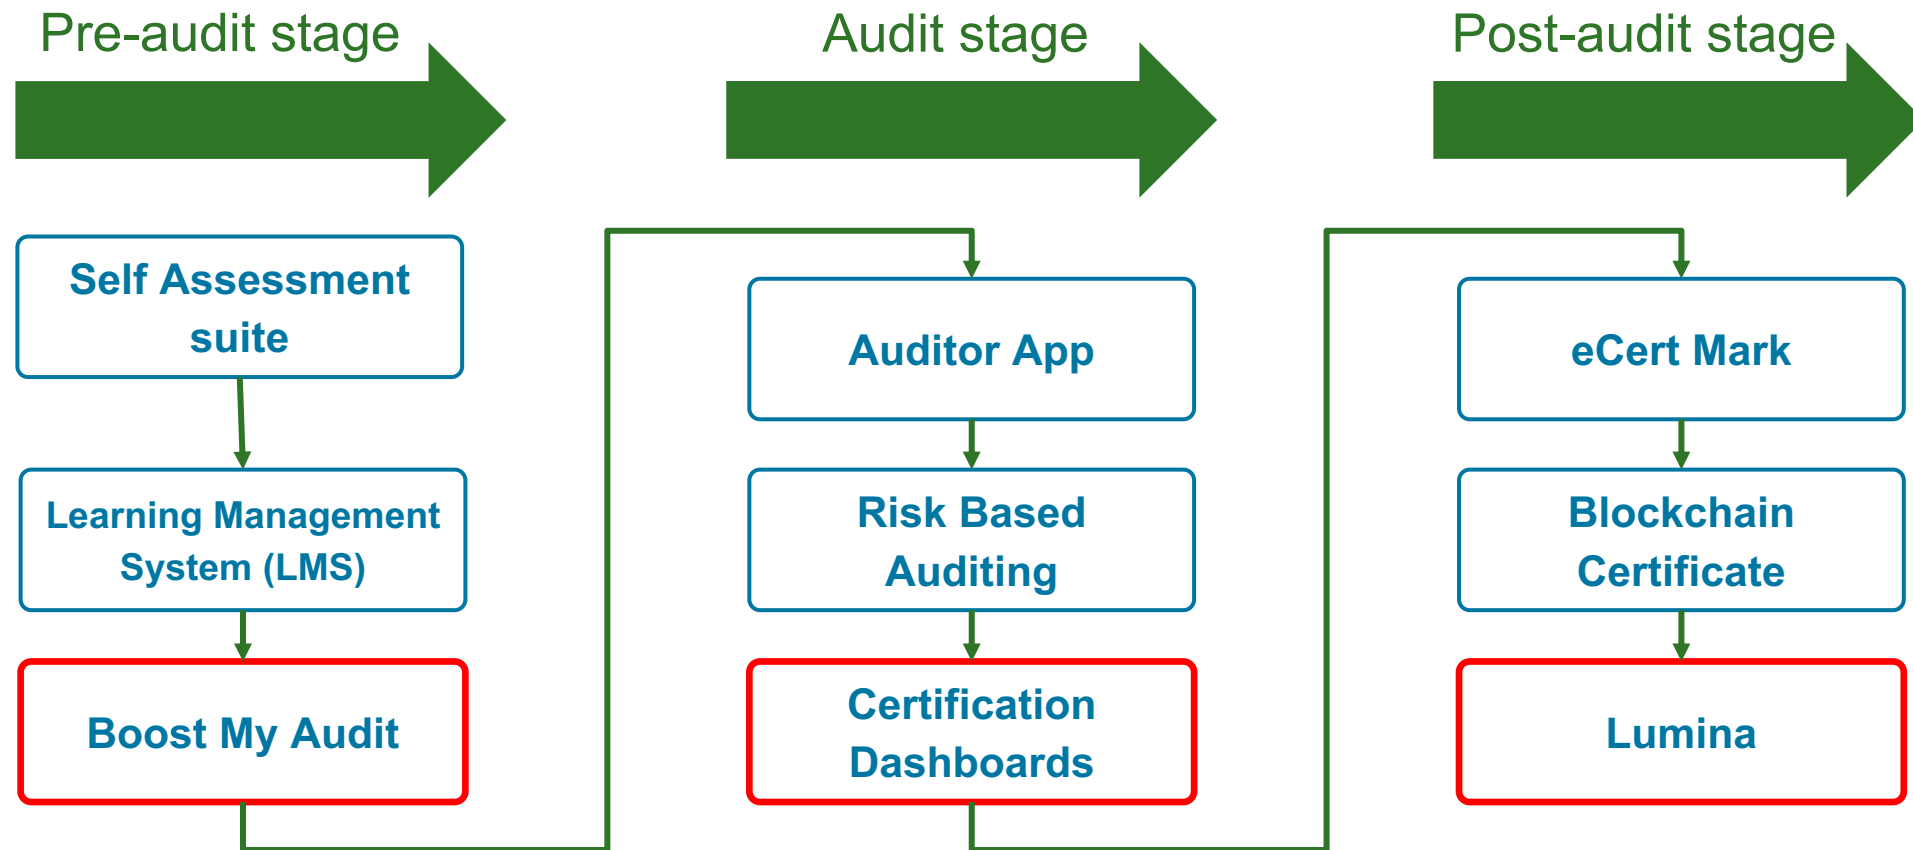 Pre-audit stage
Audit stage
Post-audit stage
Self Assessment
suite
Learning Management
System (LMS)
Boost My Audit
Auditor App
Risk Based
Auditing
Certification
Dashboards
eCert Mark
Blockchain
Certificate
Lumina